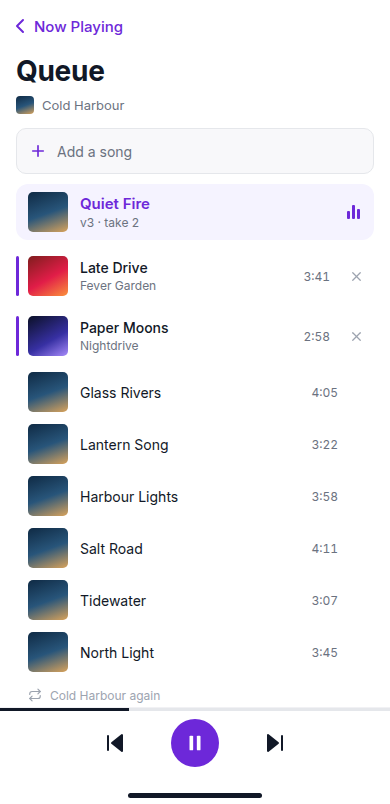 Now Playing
Queue
Cold Harbour
Add a song
Quiet Fire
v3 · take 2
Late Drive
Fever Garden
3:41
Paper Moons
Nightdrive
2:58
Glass Rivers 4:05
Lantern Song 3:22
Harbour Lights 3:58
Salt Road 4:11
Tidewater 3:07
North Light 3:45
Cold Harbour again